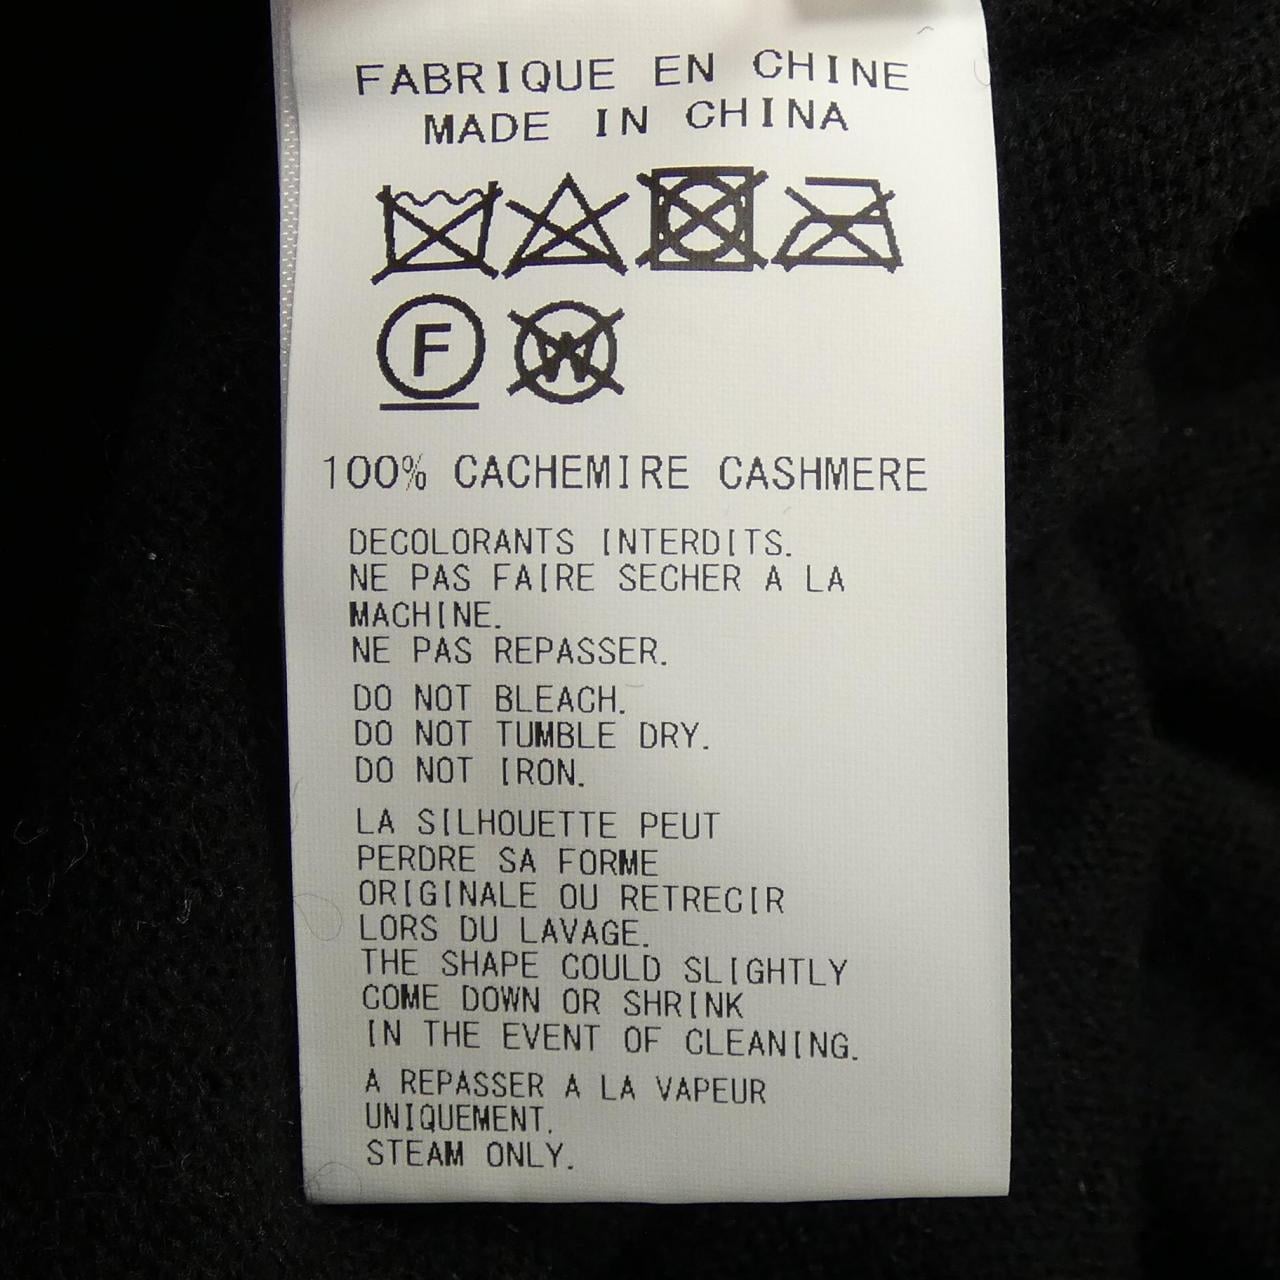 FABRIQUE EN CHINE
MADE IN CHINA
F
W
100% CACHEMIRE CASHMERE
DECOLORANTS INTERDITS.
NE PAS FAIRE SECHER A LA
MACHINE.
NE PAS REPASSER.
DO NOT BLEACH.
DO NOT TUMBLE DRY.
DO NOT IRON.
LA SILHOUETTE PEUT
PERDRE SA FORME
ORIGINALE OU RETRECIR
LORS DU LAVAGE.
THE SHAPE COULD SLIGHTLY
COME DOWN OR SHRINK
IN THE EVENT OF CLEANING.
A REPASSER A LA VAPEUR
UNIQUEMENT.
STEAM ONLY.